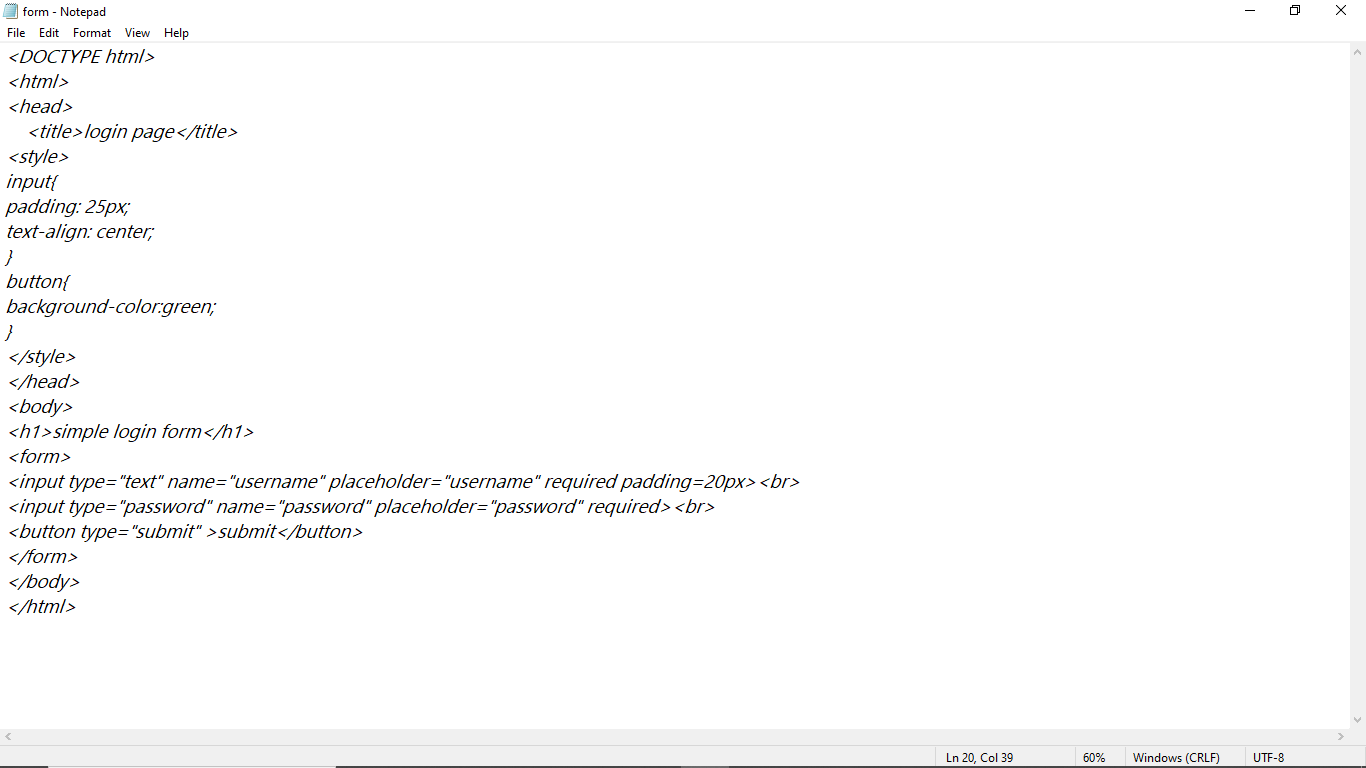 form - Notepad
File Edit Format View Help
<DOCTYPE html>
<html>
<head>
    <title>login page</title>
<style>
input{
padding: 25px;
text-align: center;
}
button{
background-color:green;
}
</style>
</head>
<body>
<h1>simple login form</h1>
<form>
<input type="text" name="username" placeholder="username" required padding=20px><br>
<input type="password" name="password" placeholder="password" required><br>
<button type="submit" >submit</button>
</form>
</body>
</html>
Ln 20, Col 39 60% Windows (CRLF) UTF-8